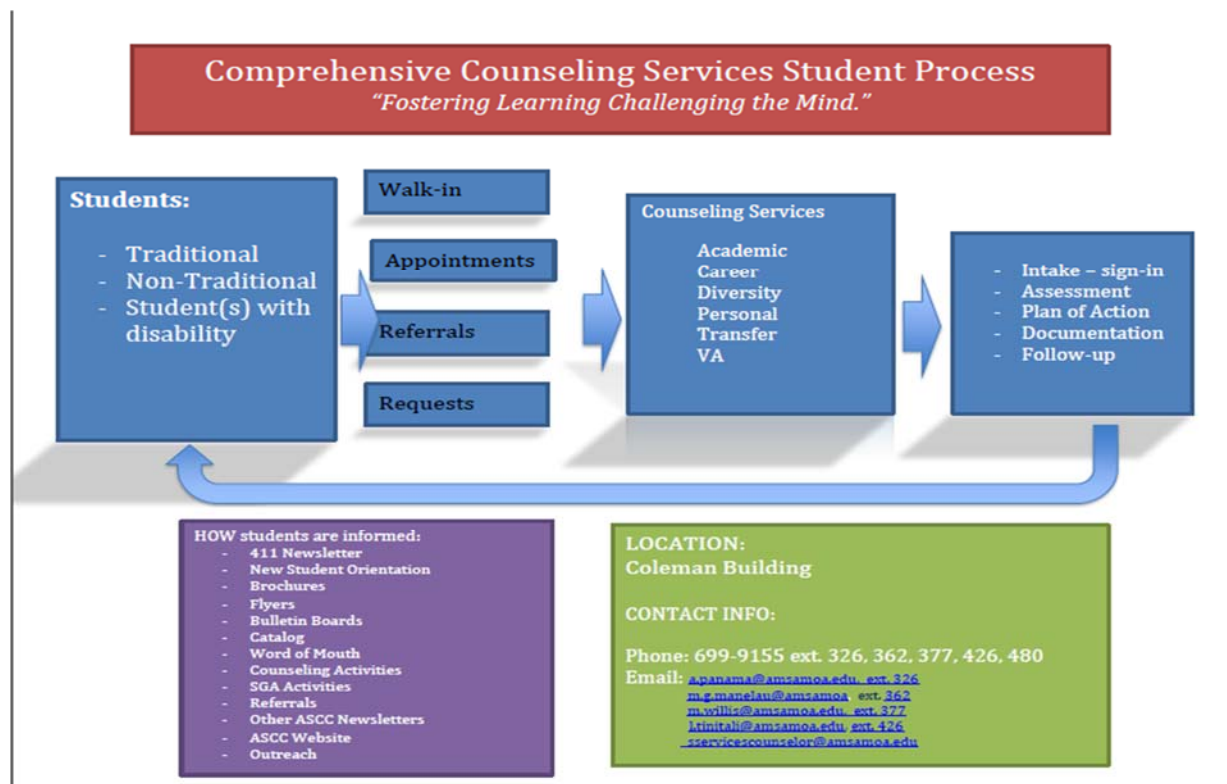 Comprehensive Counseling Services Student Process
“Fostering Learning Challenging the Mind.”
Students:
- Traditional
- Non-Traditional
- Student(s) with
disability
Walk-in
Appointments
Referrals
Requests
Counseling Services
Academic
Career
Diversity
Personal
Transfer
VA
- Intake – sign-in
- Assessment
- Plan of Action
- Documentation
- Follow-up
HOW students are informed:
- 411 Newsletter
- New Student Orientation
- Brochures
- Flyers
- Bulletin Boards
- Catalog
- Word of Mouth
- Counseling Activities
- SGA Activities
- Referrals
- Other ASCC Newsletters
- ASCC Website
- Outreach
LOCATION:
Coleman Building
CONTACT INFO:
Phone: 699-9155 ext. 326, 362, 377, 426, 480
Email: a.panama@amsamoa.edu, ext. 326
m.g.manelau@amsamoa, ext. 362
m.willis@amsamoa.edu, ext. 377
l.tinitali@amsamoa.edu, ext. 426
sservicescounselor@amsamoa.edu